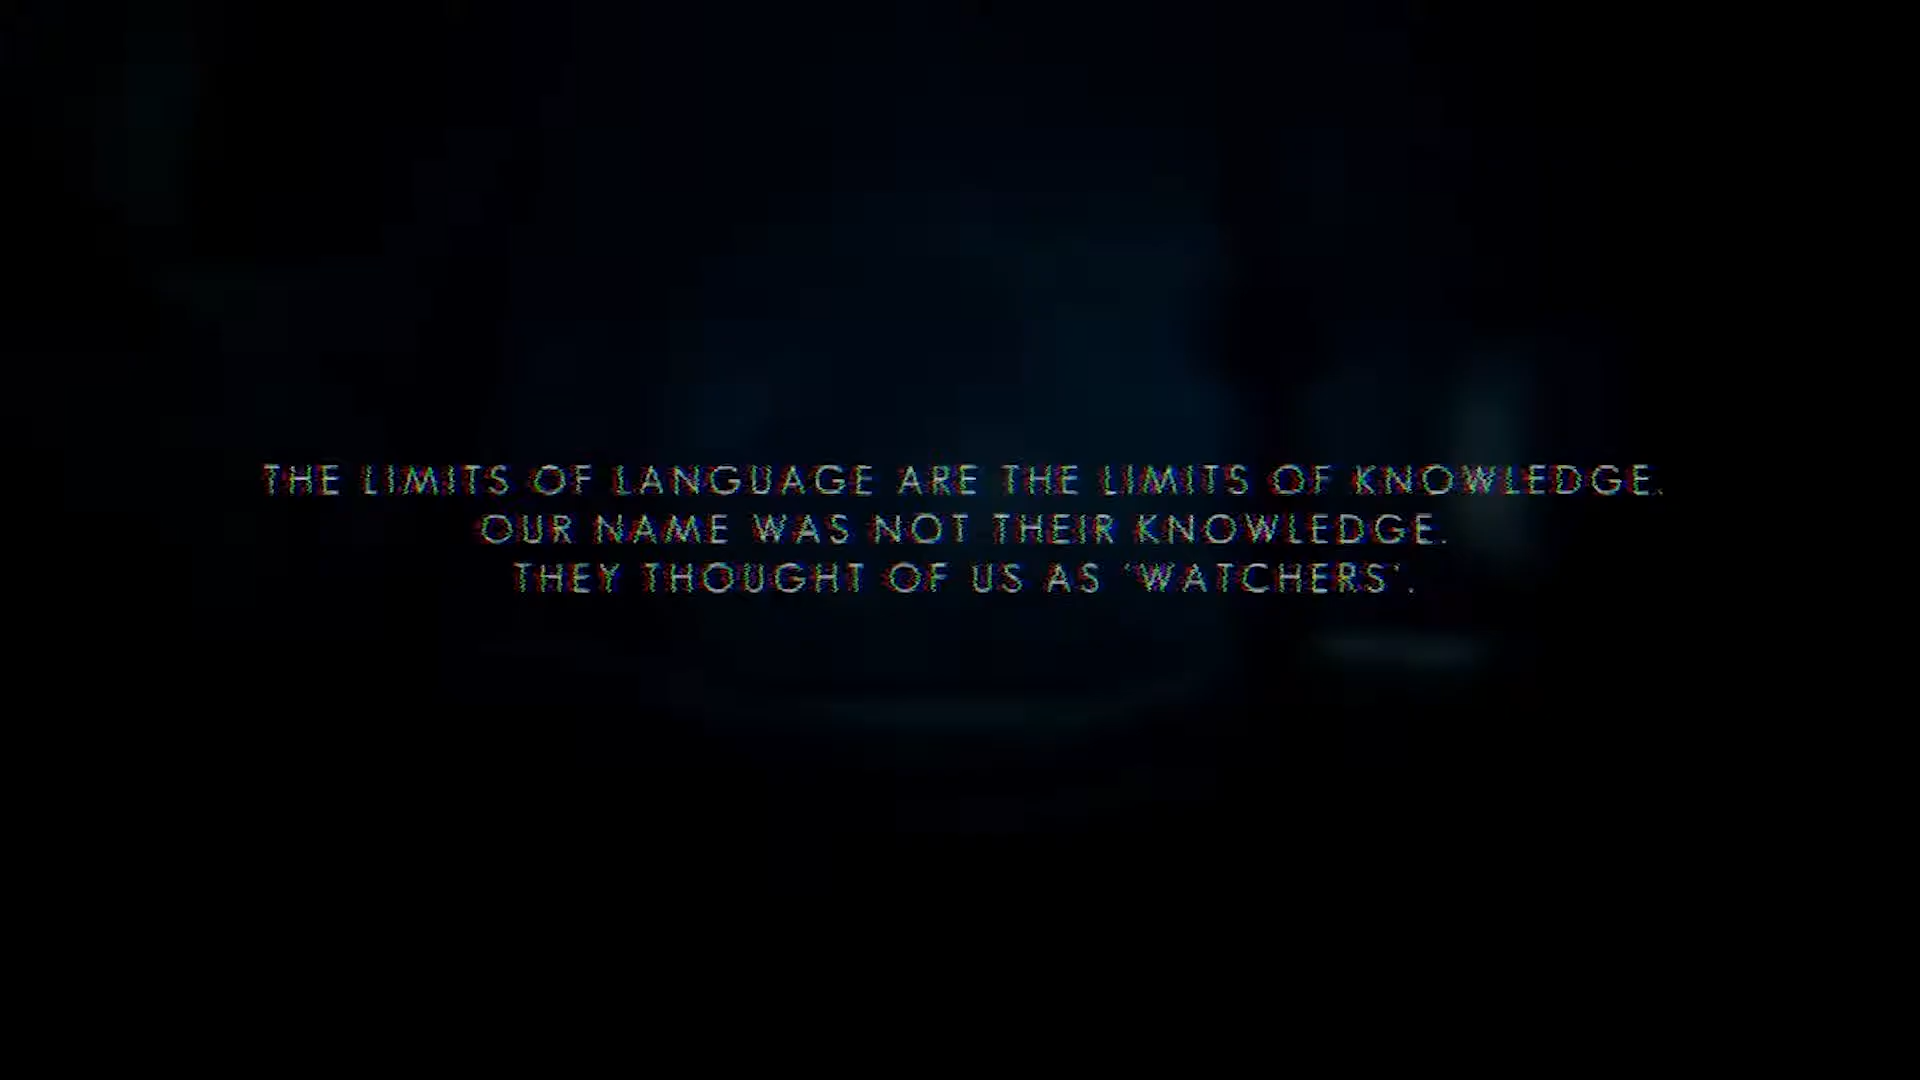 THE LIMITS OF LANGUAGE ARE THE LIMITS OF KNOWLEDGE.
OUR NAME WAS NOT THEIR KNOWLEDGE.
THEY THOUGHT OF US AS ‘WATCHERS’.